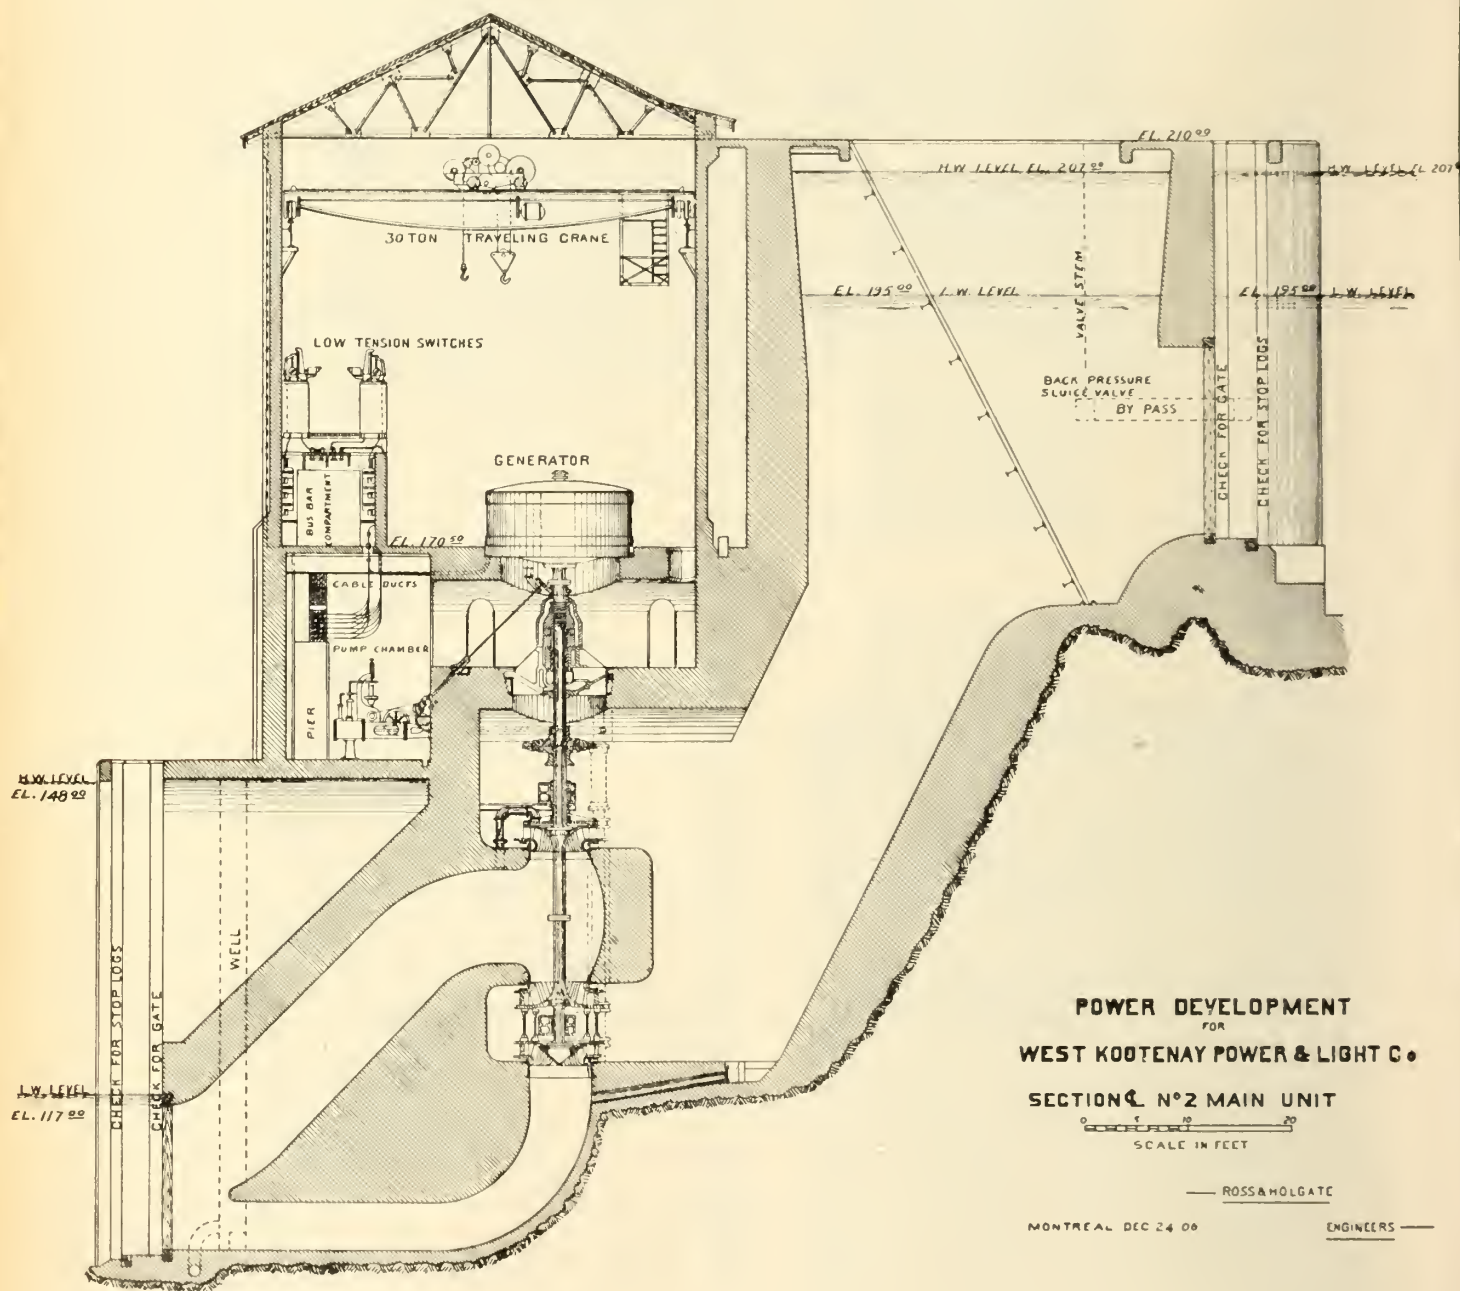 EL. 210 00
H.W. LEVEL EL. 207 00
H.W. LEVEL EL 207
30 TON TRAVELING CRANE
VALVE STEM
EL. 195 00 L.W. LEVEL
EL. 195 00 L.W. LEVEL
LOW TENSION SWITCHES
BACK PRESSURE
SLUICE VALVE
BY PASS
CHECK FOR GATE
CHECK FOR STOP LOGS
GENERATOR
BUS BAR
KOMPARTMENT
EL. 170 50
CABLE DUCTS
PUMP CHAMBER
PIER
H.W. LEVEL
EL. 148 00
WELL
CHECK FOR STOP LOGS
CHECK FOR GATE
L.W. LEVEL
EL. 117 00
POWER DEVELOPMENT
FOR
WEST KOOTENAY POWER & LIGHT Co
SECTION ℄ No 2 MAIN UNIT
0 5 10 20
SCALE IN FEET
ROSS & HOLGATE
MONTREAL DEC 24 06 ENGINEERS